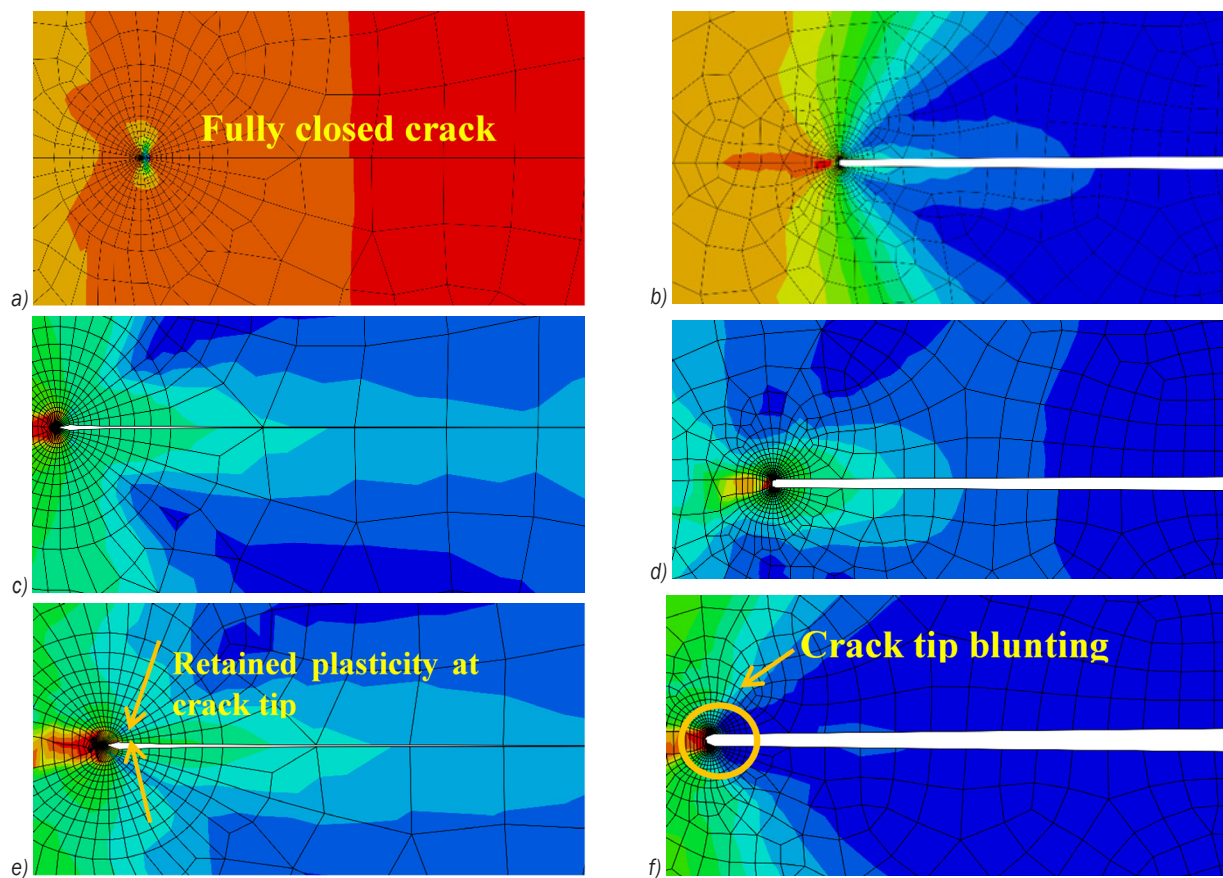 Fully closed crack
a)
b)
c)
d)
Retained plasticity at
crack tip
e)
Crack tip blunting
f)